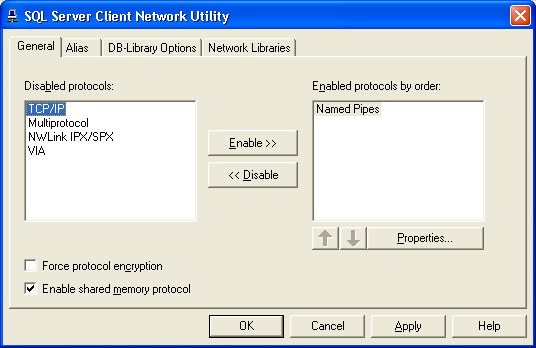 SQL Server Client Network Utility
General Alias DB-Library Options Network Libraries
Disabled protocols:
TCP/IP
Multiprotocol
NWLink IPX/SPX
VIA
Enable >>
<< Disable
Enabled protocols by order:
Named Pipes
Properties...
Force protocol encryption
Enable shared memory protocol
OK Cancel Apply Help